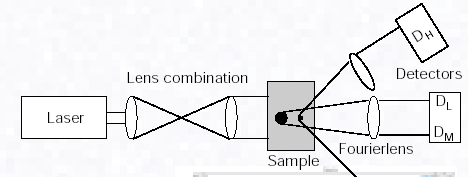 D_H
Lens combination
Detectors
Laser
D_L
D_M
Fourierlens
Sample